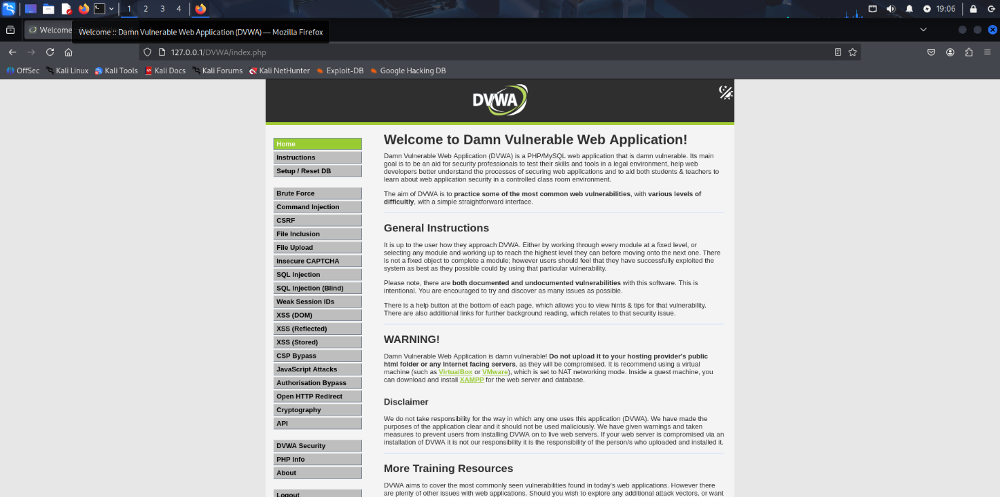 1 2 3 4 19:06
Welcome
Welcome :: Damn Vulnerable Web Application (DVWA) — Mozilla Firefox
127.0.0.1/DVWA/index.php
OffSec Kali Linux Kali Tools Kali Docs Kali Forums Kali NetHunter Exploit-DB Google Hacking DB
DVWA
Home
Instructions
Setup / Reset DB
Brute Force
Command Injection
CSRF
File Inclusion
File Upload
Insecure CAPTCHA
SQL Injection
SQL Injection (Blind)
Weak Session IDs
XSS (DOM)
XSS (Reflected)
XSS (Stored)
CSP Bypass
JavaScript Attacks
Authorisation Bypass
Open HTTP Redirect
Cryptography
API
DVWA Security
PHP Info
About
Logout
Welcome to Damn Vulnerable Web Application!
Damn Vulnerable Web Application (DVWA) is a PHP/MySQL web application that is damn vulnerable. Its main
goal is to be an aid for security professionals to test their skills and tools in a legal environment, help web
developers better understand the processes of securing web applications and to aid both students & teachers to
learn about web application security in a controlled class room environment.
The aim of DVWA is to practice some of the most common web vulnerabilities, with various levels of
difficultly, with a simple straightforward interface.
General Instructions
It is up to the user how they approach DVWA. Either by working through every module at a fixed level, or
selecting any module and working up to reach the highest level they can before moving onto the next one. There
is not a fixed object to complete a module; however users should feel that they have successfully exploited the
system as best as they possible could by using that particular vulnerability.
Please note, there are both documented and undocumented vulnerabilities with this software. This is
intentional. You are encouraged to try and discover as many issues as possible.
There is a help button at the bottom of each page, which allows you to view hints & tips for that vulnerability.
There are also additional links for further background reading, which relates to that security issue.
WARNING!
Damn Vulnerable Web Application is damn vulnerable! Do not upload it to your hosting provider's public
html folder or any Internet facing servers, as they will be compromised. It is recommend using a virtual
machine (such as VirtualBox or VMware), which is set to NAT networking mode. Inside a guest machine, you
can download and install XAMPP for the web server and database.
Disclaimer
We do not take responsibility for the way in which any one uses this application (DVWA). We have made the
purposes of the application clear and it should not be used maliciously. We have given warnings and taken
measures to prevent users from installing DVWA on to live web servers. If your web server is compromised via an
installation of DVWA it is not our responsibility it is the responsibility of the person/s who uploaded and installed it.
More Training Resources
DVWA aims to cover the most commonly seen vulnerabilities found in today's web applications. However there
are plenty of other issues with web applications. Should you wish to explore any additional attack vectors, or want